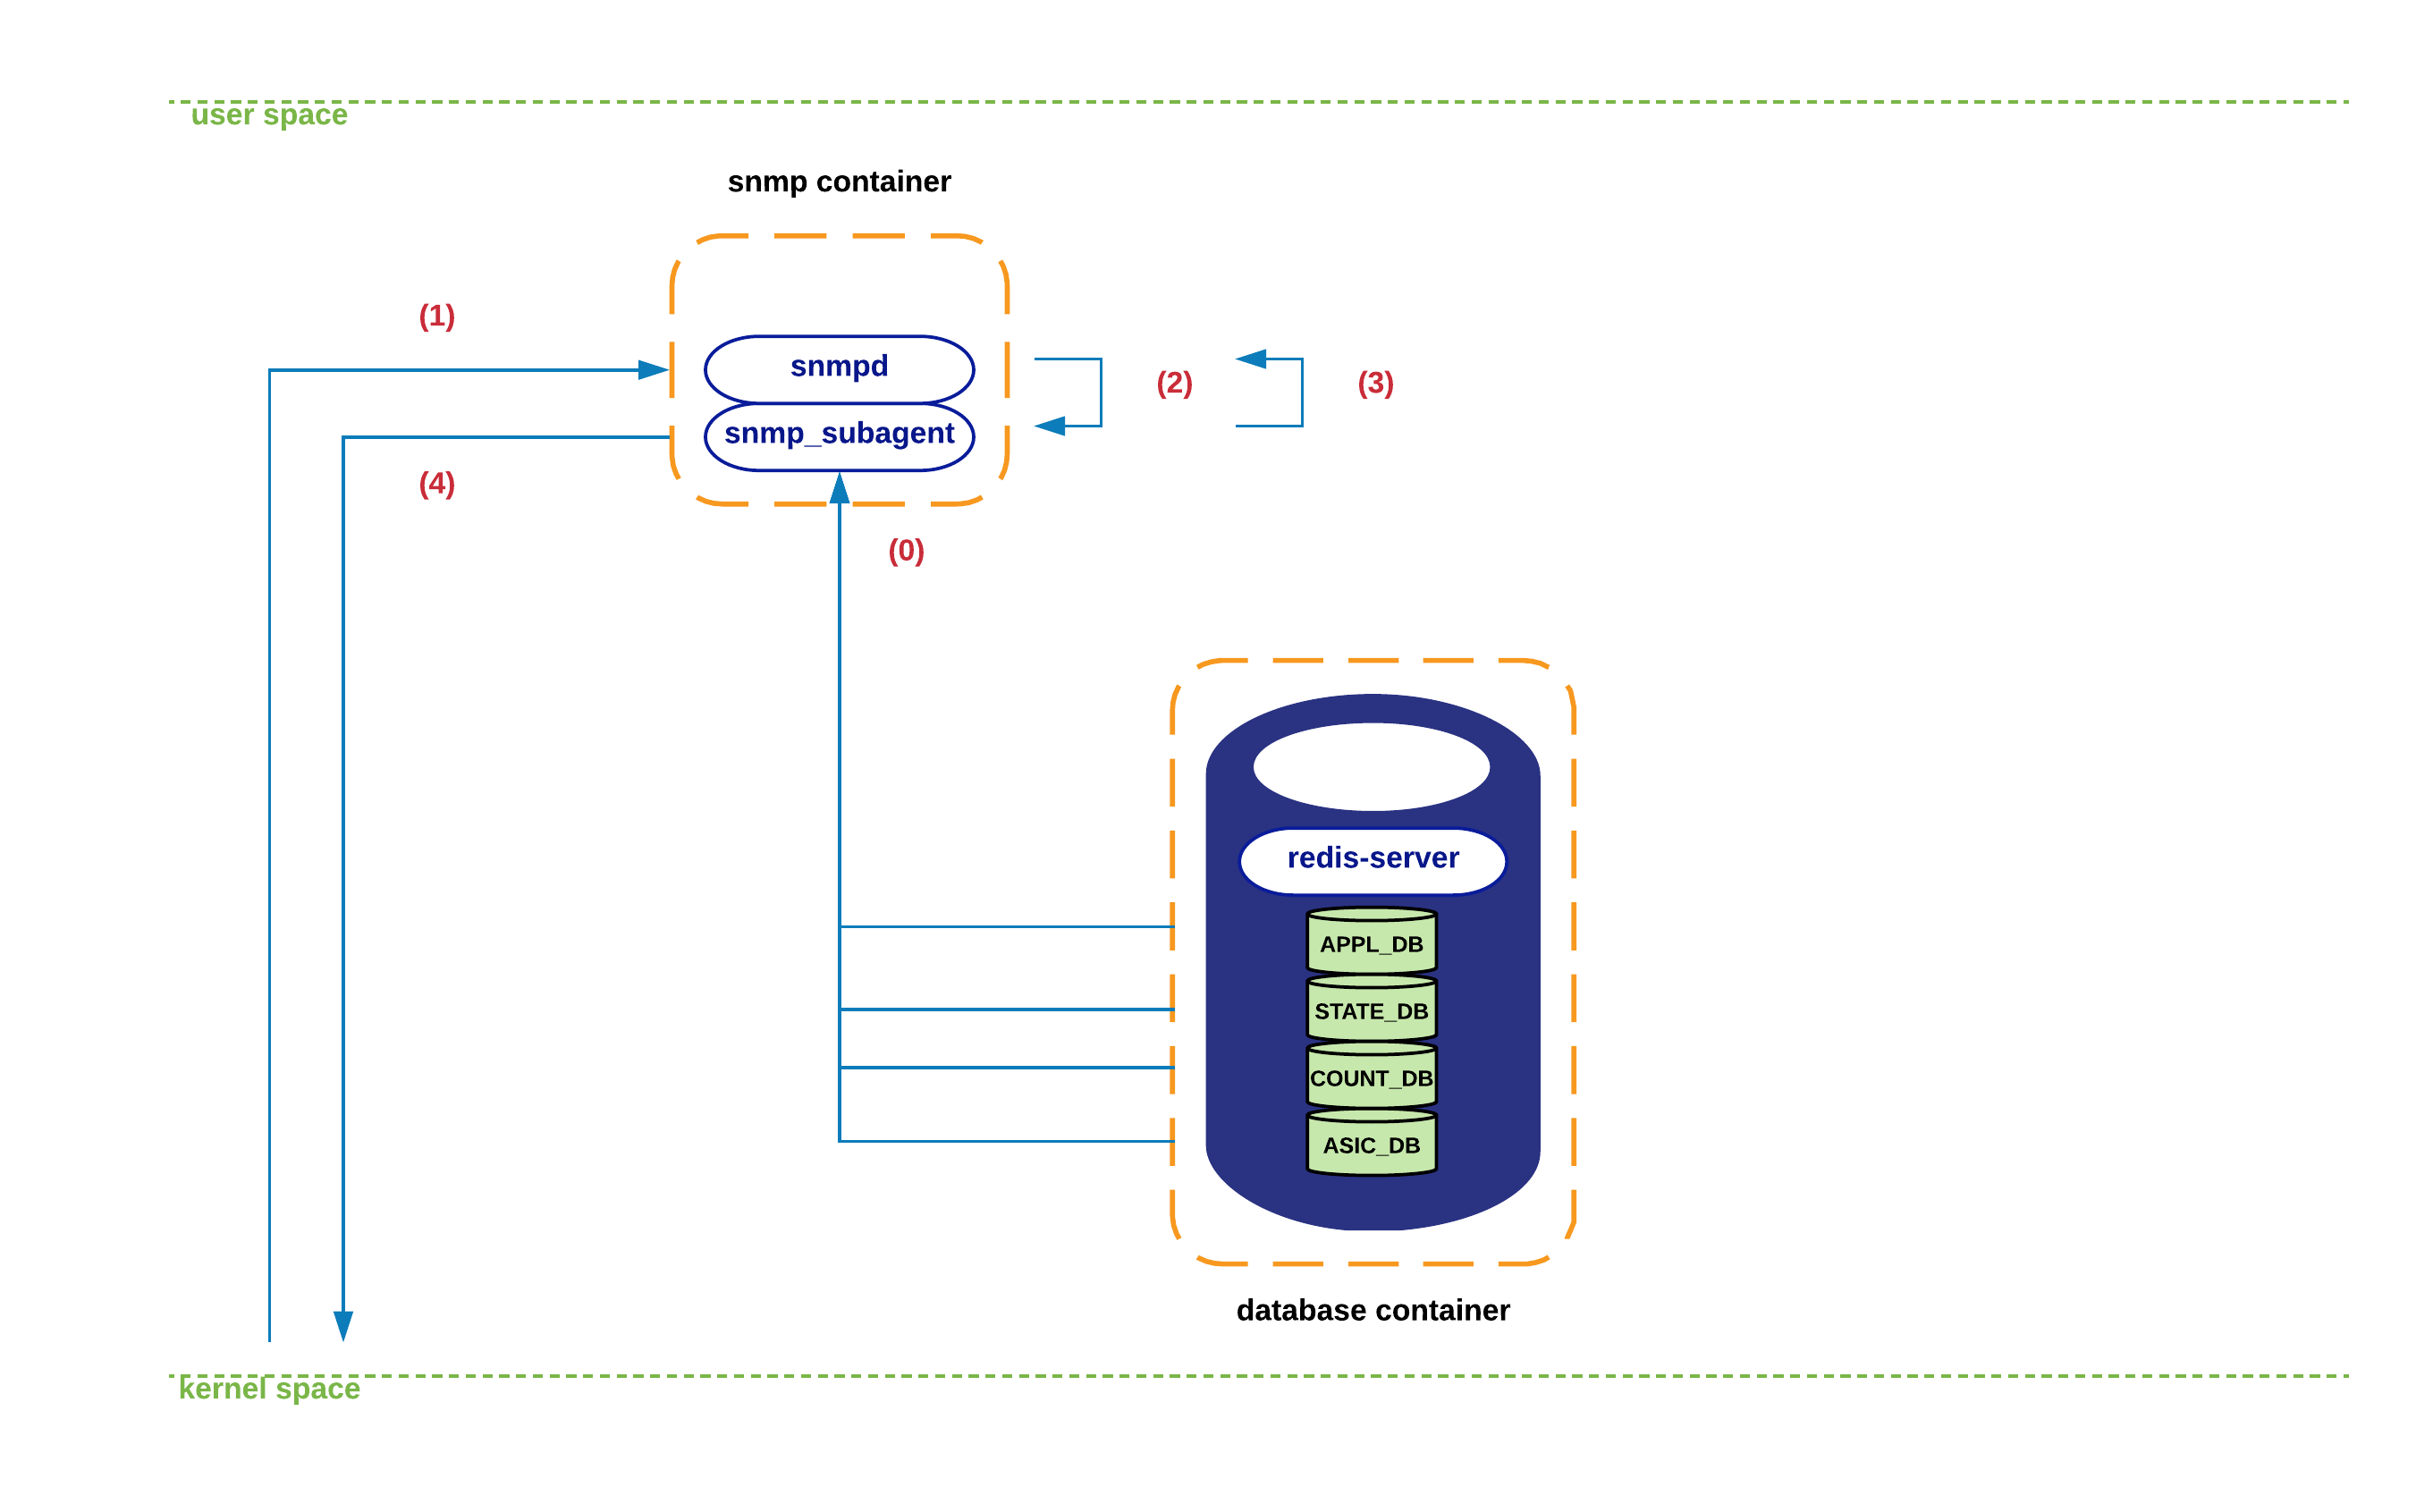 user space
snmp container
(1)
snmpd
(2)
(3)
snmp_subagent
(4)
(0)
redis-server
APPL_DB
STATE_DB
COUNT_DB
ASIC_DB
database container
kernel space